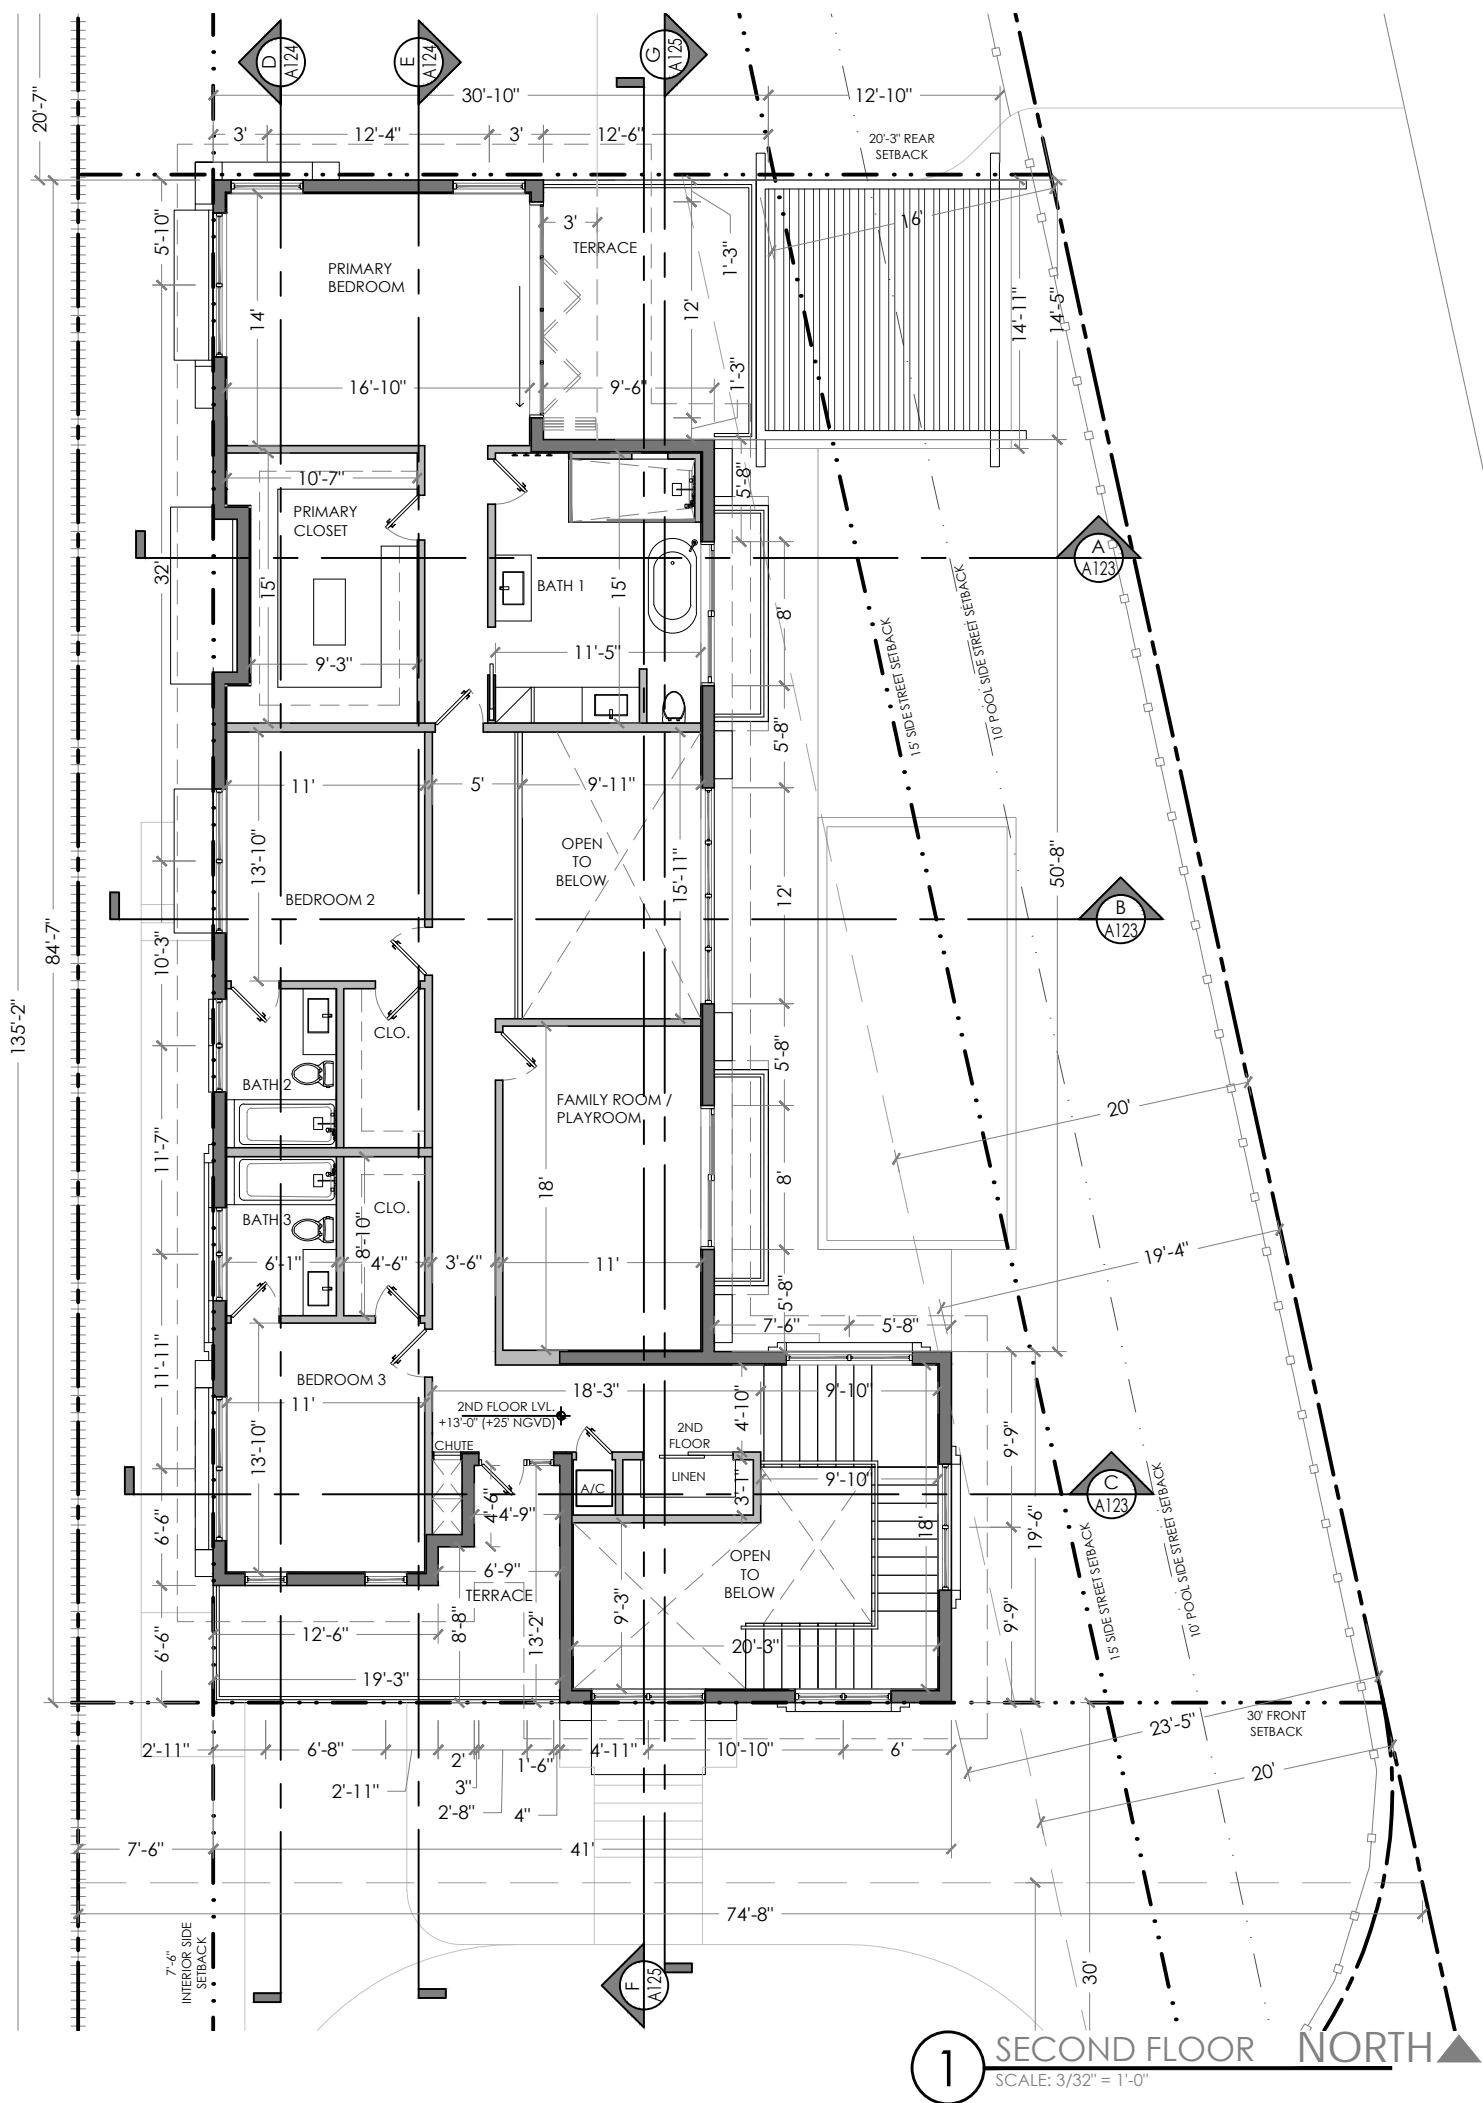 D
A124
E
A124
G
A125
20'-7"
30'-10"
12'-10"
3'
12'-4"
3'
12'-6"
20'-3" REAR
SETBACK
5'-10"
3'
TERRACE
16'
1'-3"
PRIMARY
BEDROOM
14'
12'
14'-11"
14'-5"
16'-10"
9'-6"
1'-3"
10'-7"
5'-8"
PRIMARY
CLOSET
A
A123
32'
15'
BATH 1
15'
8'
9'-3"
11'-5"
15' SIDE STREET SETBACK
10' POOL SIDE STREET SETBACK
5'-8"
11'
5'
9'-11"
13'-10"
OPEN
TO
BELOW
15'-11"
12'
50'-8"
BEDROOM 2
B
A123
84'-7"
10'-3"
135'-2"
CLO.
5'-8"
BATH 2
FAMILY ROOM /
PLAYROOM
20'
11'-7"
18'
8'
BATH 3
CLO.
8'-10"
6'-1"
4'-6"
3'-6"
11'
19'-4"
5'-8"
7'-6"
5'-8"
11'-11"
BEDROOM 3
11'
18'-3"
9'-10"
2ND FLOOR LVL.
+13'-0" (+25' NGVD)
4'-10"
2ND
FLOOR
CHUTE
13'-10"
9'-9"
LINEN
9'-10"
A/C
3'-1"
C
A123
4'-6"
4'-9"
6'-6"
18'
19'-6"
15' SIDE STREET SETBACK
10' POOL SIDE STREET SETBACK
6'-9"
TERRACE
OPEN
TO
BELOW
9'-3"
12'-6"
8'-8"
13'-2"
20'-3"
9'-9"
6'-6"
19'-3"
30' FRONT
SETBACK
23'-5"
2'-11"
6'-8"
2'
1'-6"
4'-11"
10'-10"
6'
2'-11"
3"
2'-8"
4"
20'
7'-6"
41'
74'-8"
7'-6"
INTERIOR SIDE
SETBACK
F
A125
30'
1
SECOND FLOOR
NORTH
SCALE: 3/32" = 1'-0"